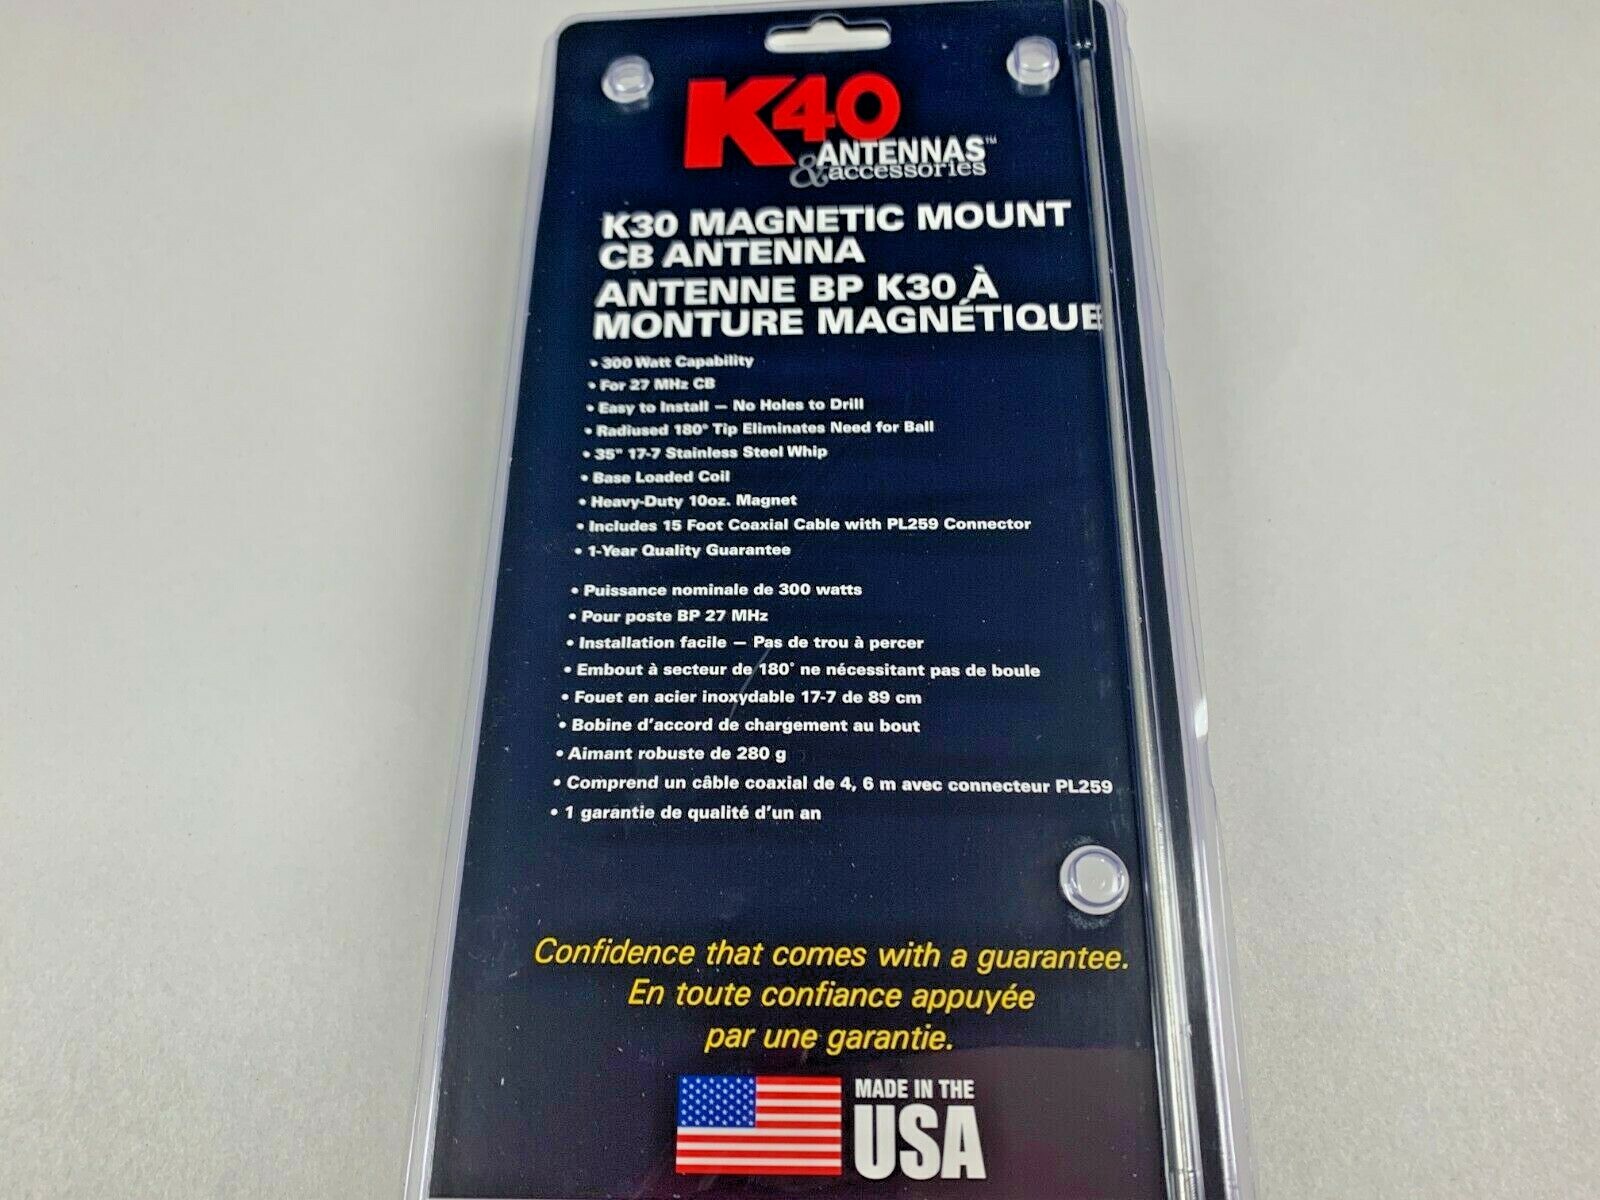 K40
ANTENNAS™
&accessories
K30 MAGNETIC MOUNT
CB ANTENNA
ANTENNE BP K30 À
MONTURE MAGNÉTIQUE
• 300 Watt Capability
• For 27 MHz CB
• Easy to Install — No Holes to Drill
• Radiused 180° Tip Eliminates Need for Ball
• 35" 17-7 Stainless Steel Whip
• Base Loaded Coil
• Heavy-Duty 10oz. Magnet
• Includes 15 Foot Coaxial Cable with PL259 Connector
• 1-Year Quality Guarantee
• Puissance nominale de 300 watts
• Pour poste BP 27 MHz
• Installation facile — Pas de trou à percer
• Embout à secteur de 180° ne nécessitant pas de boule
• Fouet en acier inoxydable 17-7 de 89 cm
• Bobine d'accord de chargement au bout
• Aimant robuste de 280 g
• Comprend un câble coaxial de 4, 6 m avec connecteur PL259
• 1 garantie de qualité d'un an
Confidence that comes with a guarantee.
En toute confiance appuyée
par une garantie.
MADE IN THE
USA